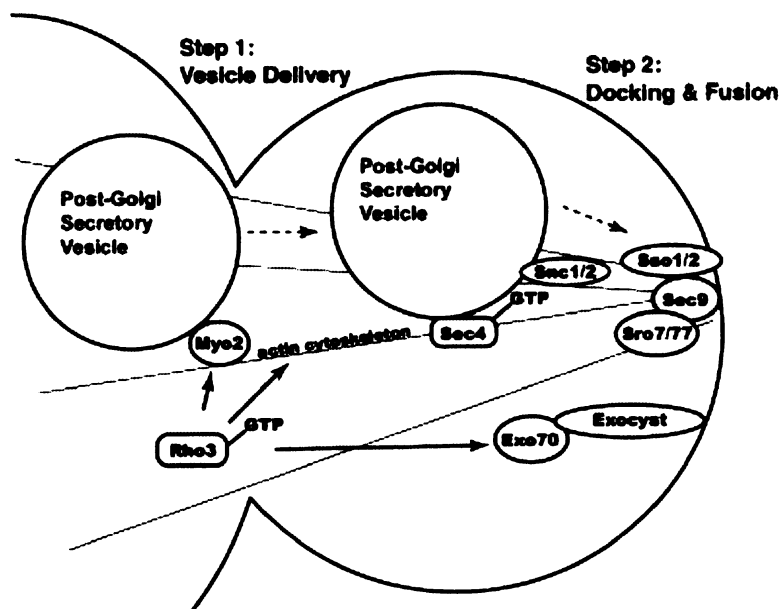 Step 1:
Vesicle Delivery
Step 2:
Docking & Fusion
Post-Golgi
Secretory
Vesicle
Post-Golgi
Secretory
Vesicle
Snc1/2
GTP
Sec4
Sso1/2
Sec9
Sro7/77
Myo2
actin cytoskeleton
GTP
Rho3
Exo70
Exocyst